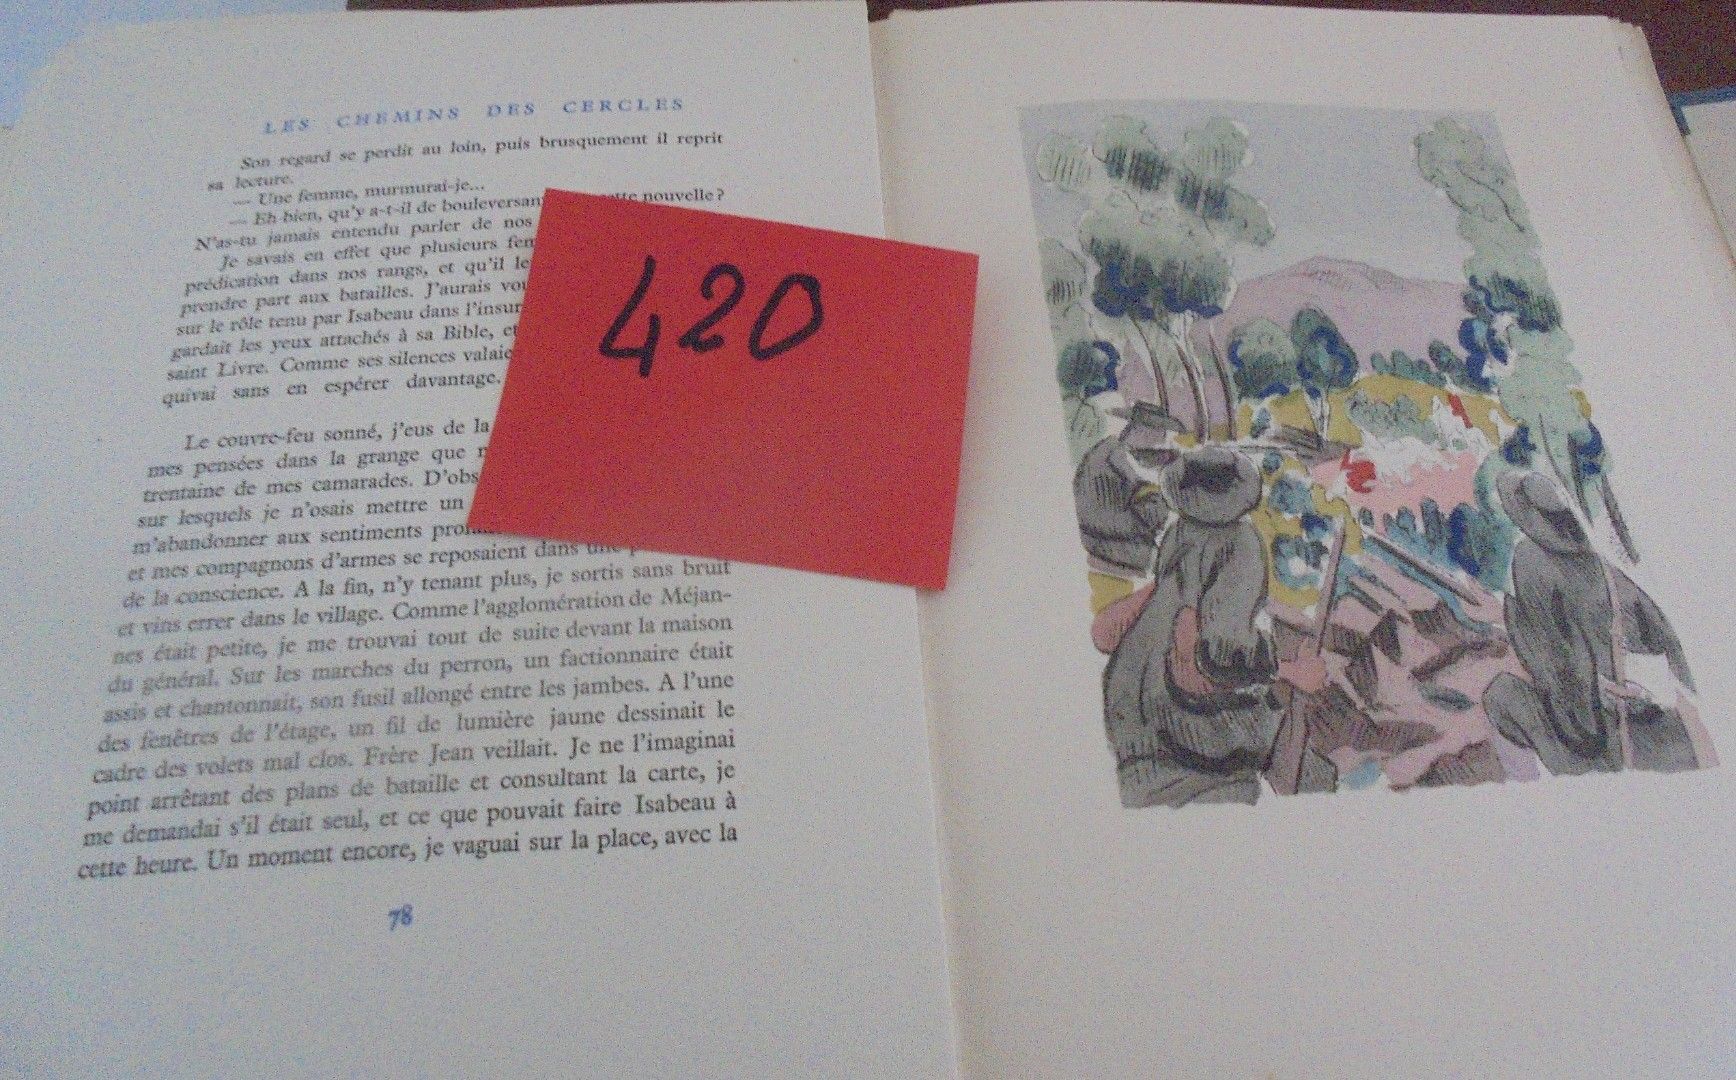 LES CHEMINS DES CERCLES
Son regard se perdit au loin, puis brusquement il reprit
sa lecture.
— Une femme, murmurai-je...
— Eh bien, qu'y a-t-il de bouleversant nouvelle ?
N'as-tu jamais entendu parler de nos
Je savais en effet que plusieurs
prédication dans nos rangs, et qu'il
prendre part aux batailles. J'aurais
sur le rôle tenu par Isabeau dans
gardait les yeux attachés à sa Bible,
saint Livre. Comme ses silences
quivai sans en espérer davantage.
Le couvre-feu sonné, j'eus de la
mes pensées dans la grange que
trentaine de mes camarades.
sur lesquels je n'osais mettre un
m'abandonner aux sentiments
et mes compagnons d'armes se reposaient dans une
de la conscience. A la fin, n'y tenant plus, je sortis sans bruit
et vins errer dans le village. Comme l'agglomération de Méjan-
nes était petite, je me trouvai tout de suite devant la maison
du général. Sur les marches du perron, un factionnaire était
assis et chantonnait, son fusil allongé entre les jambes. A l'une
des fenêtres de l'étage, un fil de lumière jaune dessinait le
cadre des volets mal clos. Frère Jean veillait. Je ne l'imaginai
point arrêtant des plans de bataille et consultant la carte, je
me demandai s'il était seul, et ce que pouvait faire Isabeau à
cette heure. Un moment encore, je vaguai sur la place, avec la
78
420